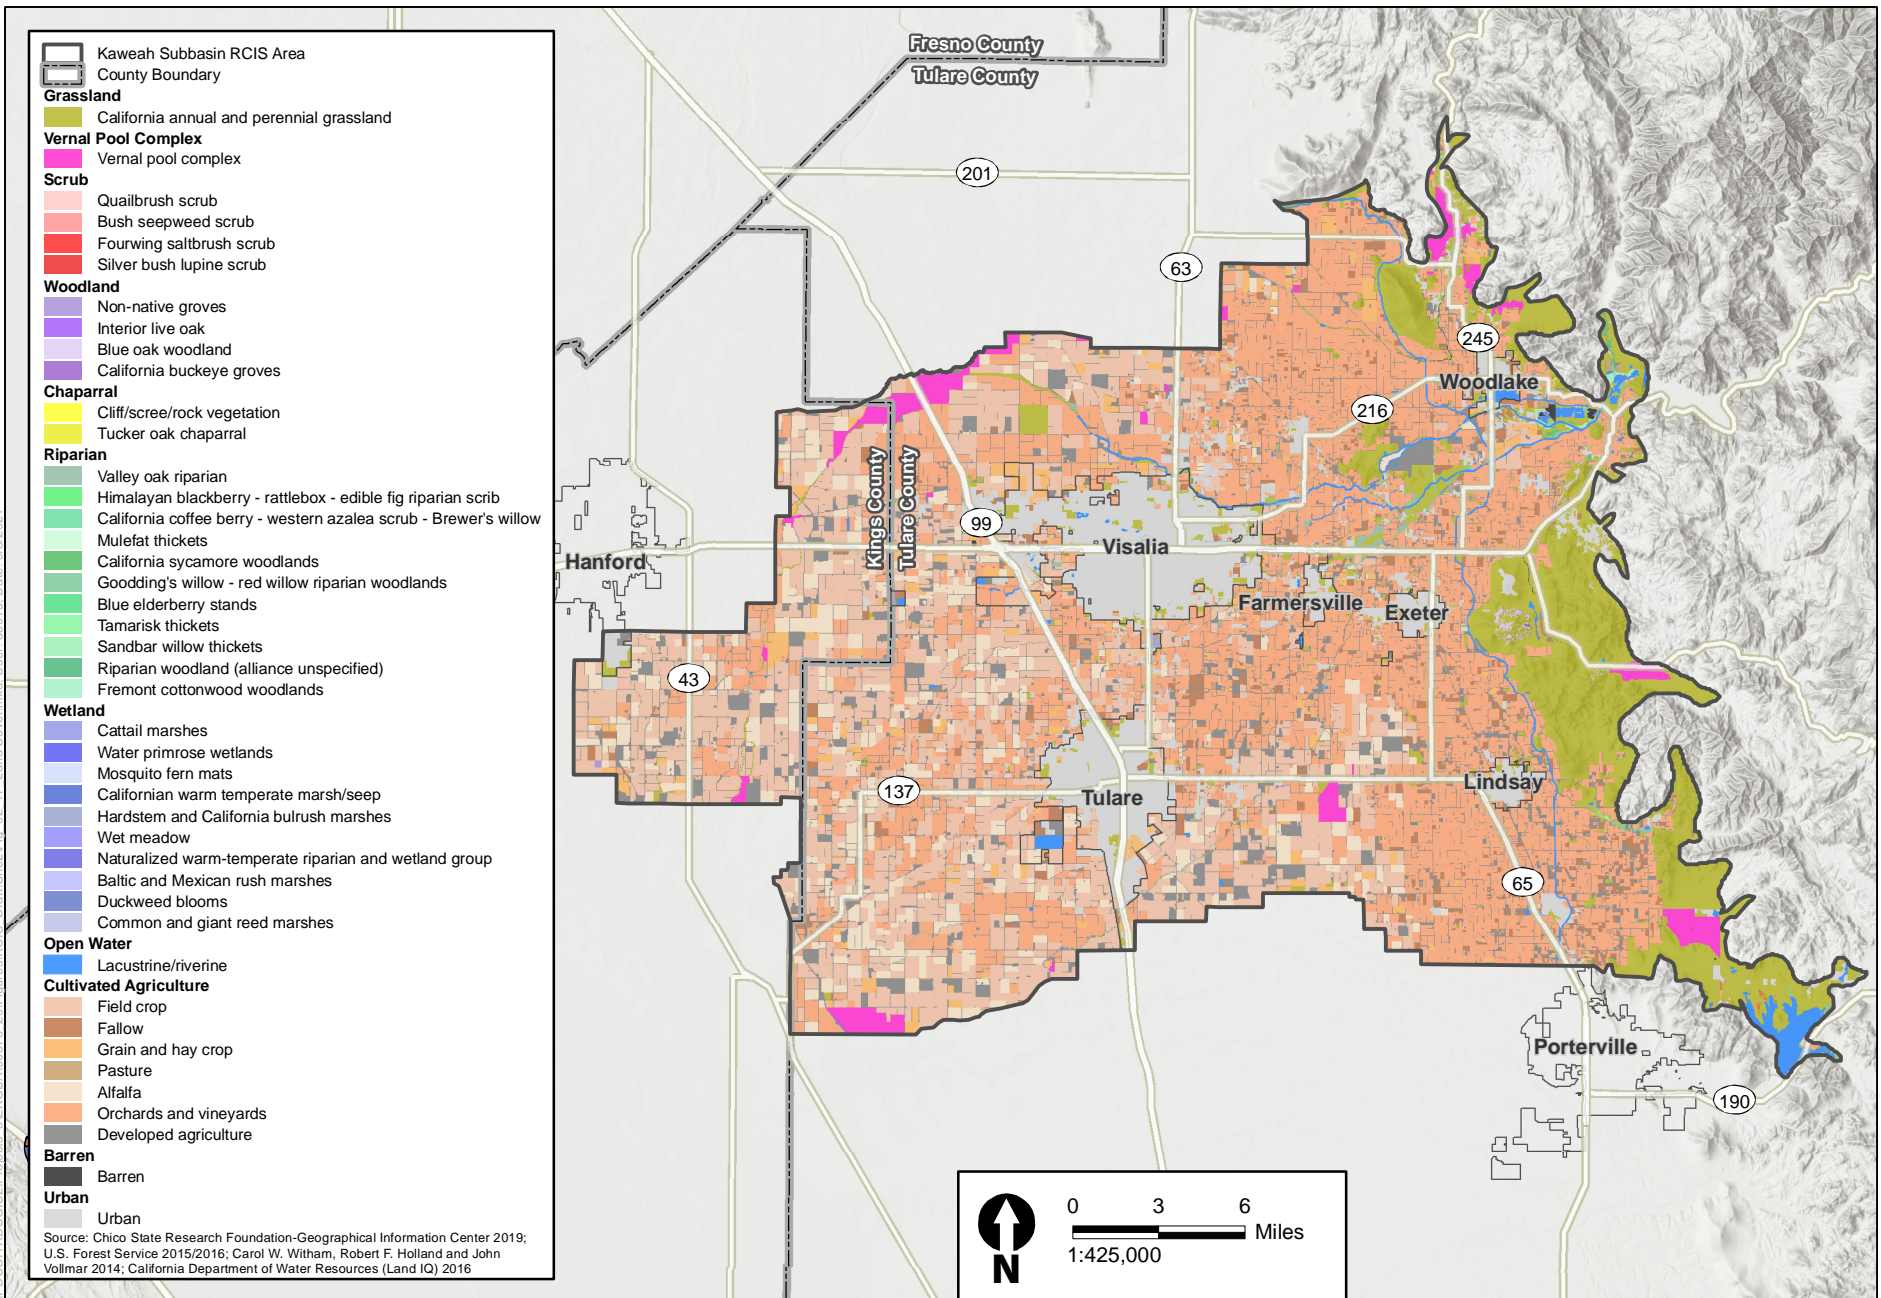 Kaweah Subbasin RCIS Area
County Boundary
Grassland
California annual and perennial grassland
Vernal Pool Complex
Vernal pool complex
Scrub
Quailbrush scrub
Bush seepweed scrub
Fourwing saltbrush scrub
Silver bush lupine scrub
Woodland
Non-native groves
Interior live oak
Blue oak woodland
California buckeye groves
Chaparral
Cliff/scree/rock vegetation
Tucker oak chaparral
Riparian
Valley oak riparian
Himalayan blackberry - rattlebox - edible fig riparian scrib
California coffee berry - western azalea scrub - Brewer's willow
Mulefat thickets
California sycamore woodlands
Goodding's willow - red willow riparian woodlands
Blue elderberry stands
Tamarisk thickets
Sandbar willow thickets
Riparian woodland (alliance unspecified)
Fremont cottonwood woodlands
Wetland
Cattail marshes
Water primrose wetlands
Mosquito fern mats
Californian warm temperate marsh/seep
Hardstem and California bulrush marshes
Wet meadow
Naturalized warm-temperate riparian and wetland group
Baltic and Mexican rush marshes
Duckweed blooms
Common and giant reed marshes
Open Water
Lacustrine/riverine
Cultivated Agriculture
Field crop
Fallow
Grain and hay crop
Pasture
Alfalfa
Orchards and vineyards
Developed agriculture
Barren
Barren
Urban
Urban
Source: Chico State Research Foundation-Geographical Information Center 2019;
U.S. Forest Service 2015/2016; Carol W. Witham, Robert F. Holland and John
Vollmar 2014; California Department of Water Resources (Land IQ) 2016
Fresno County
Tulare County
201
63
245
Woodlake
216
Kings County
Tulare County
99
Visalia
Hanford
Farmersville
Exeter
43
137
Tulare
Lindsay
65
Porterville
190
N
0 3 6
Miles
1:425,000